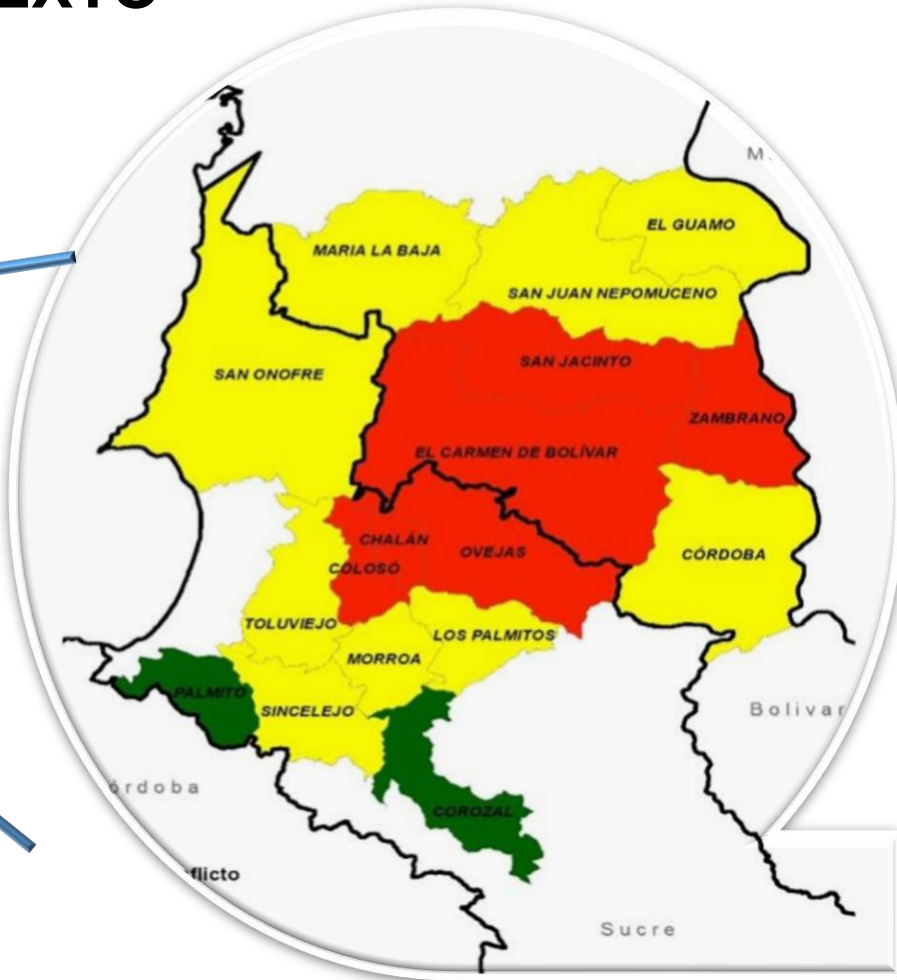 M.
EL GUAMO
MARIA LA BAJA
SAN JUAN NEPOMUCENO
SAN JACINTO
SAN ONOFRE
ZAMBRANO
EL CARMEN DE BOLÍVAR
CHALÁN
OVEJAS
CÓRDOBA
COLOSÓ
TOLUVIEJO
LOS PALMITOS
MORROA
PALMITO
SINCELEJO
Bolivar
órdoba
COROZAL
flicto
Sucre